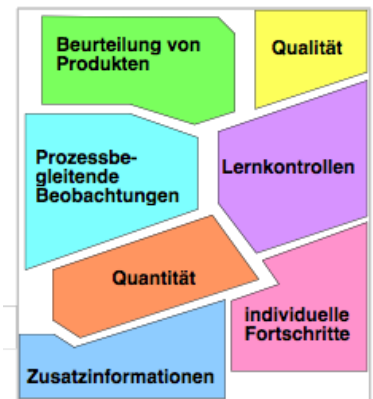 Beurteilung von
Produkten
Qualität
Prozessbe-
gleitende
Beobachtungen
Lernkontrollen
Quantität
individuelle
Fortschritte
Zusatzinformationen